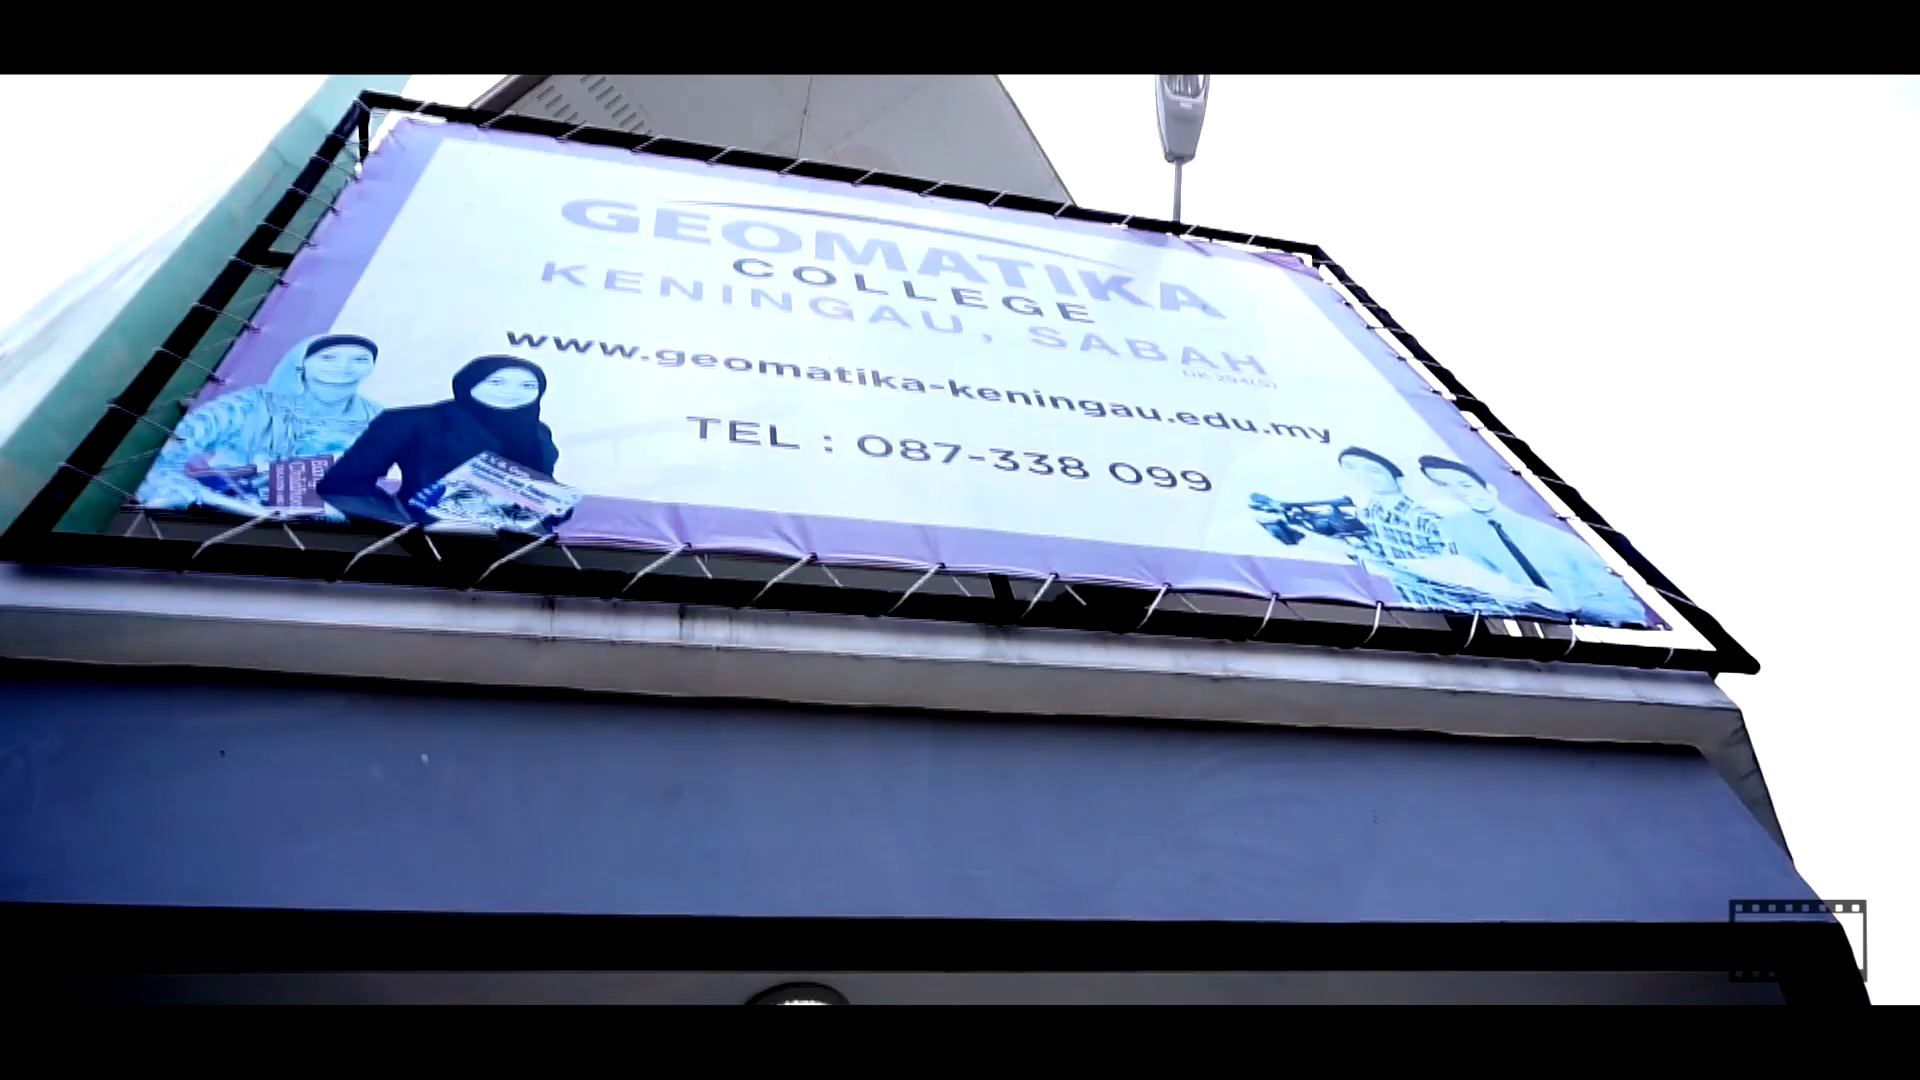 GEOMATIKA
COLLEGE
KENINGAU, SABAH
www.geomatika-keningau.edu.my
TEL : 087-338 099